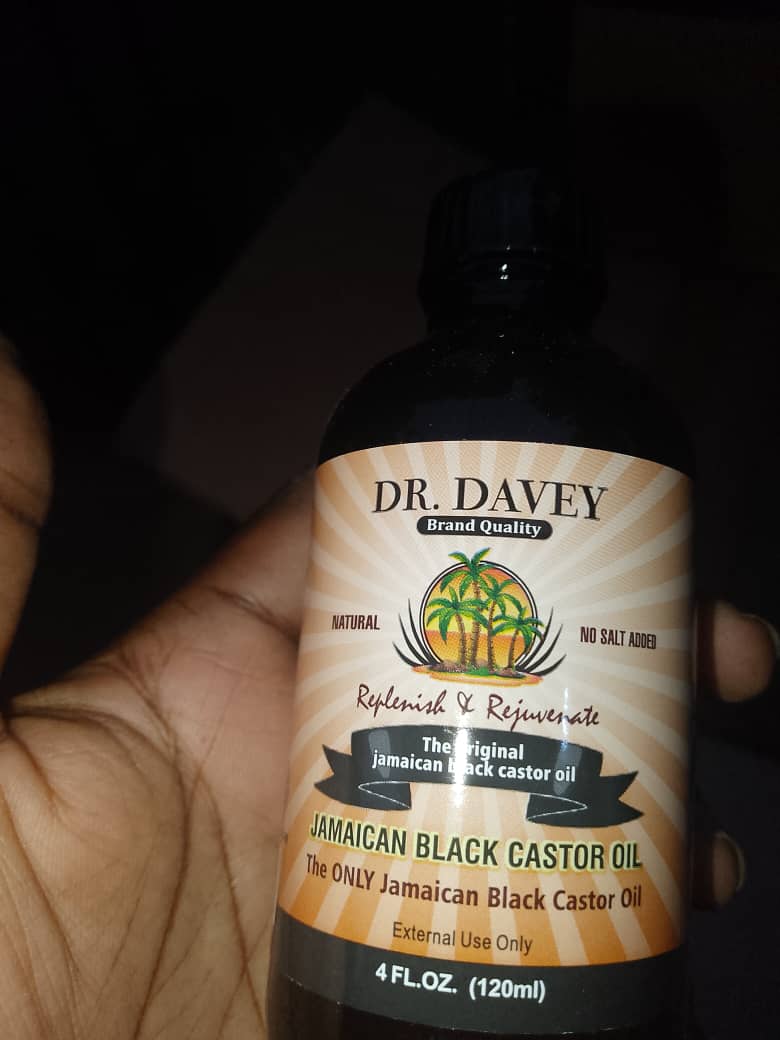 DR. DAVEY
Brand Quality
NATURAL
NO SALT ADDED
Replenish & Rejuvenate
The Original
jamaican black castor oil
JAMAICAN BLACK CASTOR OIL
The ONLY Jamaican Black Castor Oil
External Use Only
4 FL.OZ. (120ml)